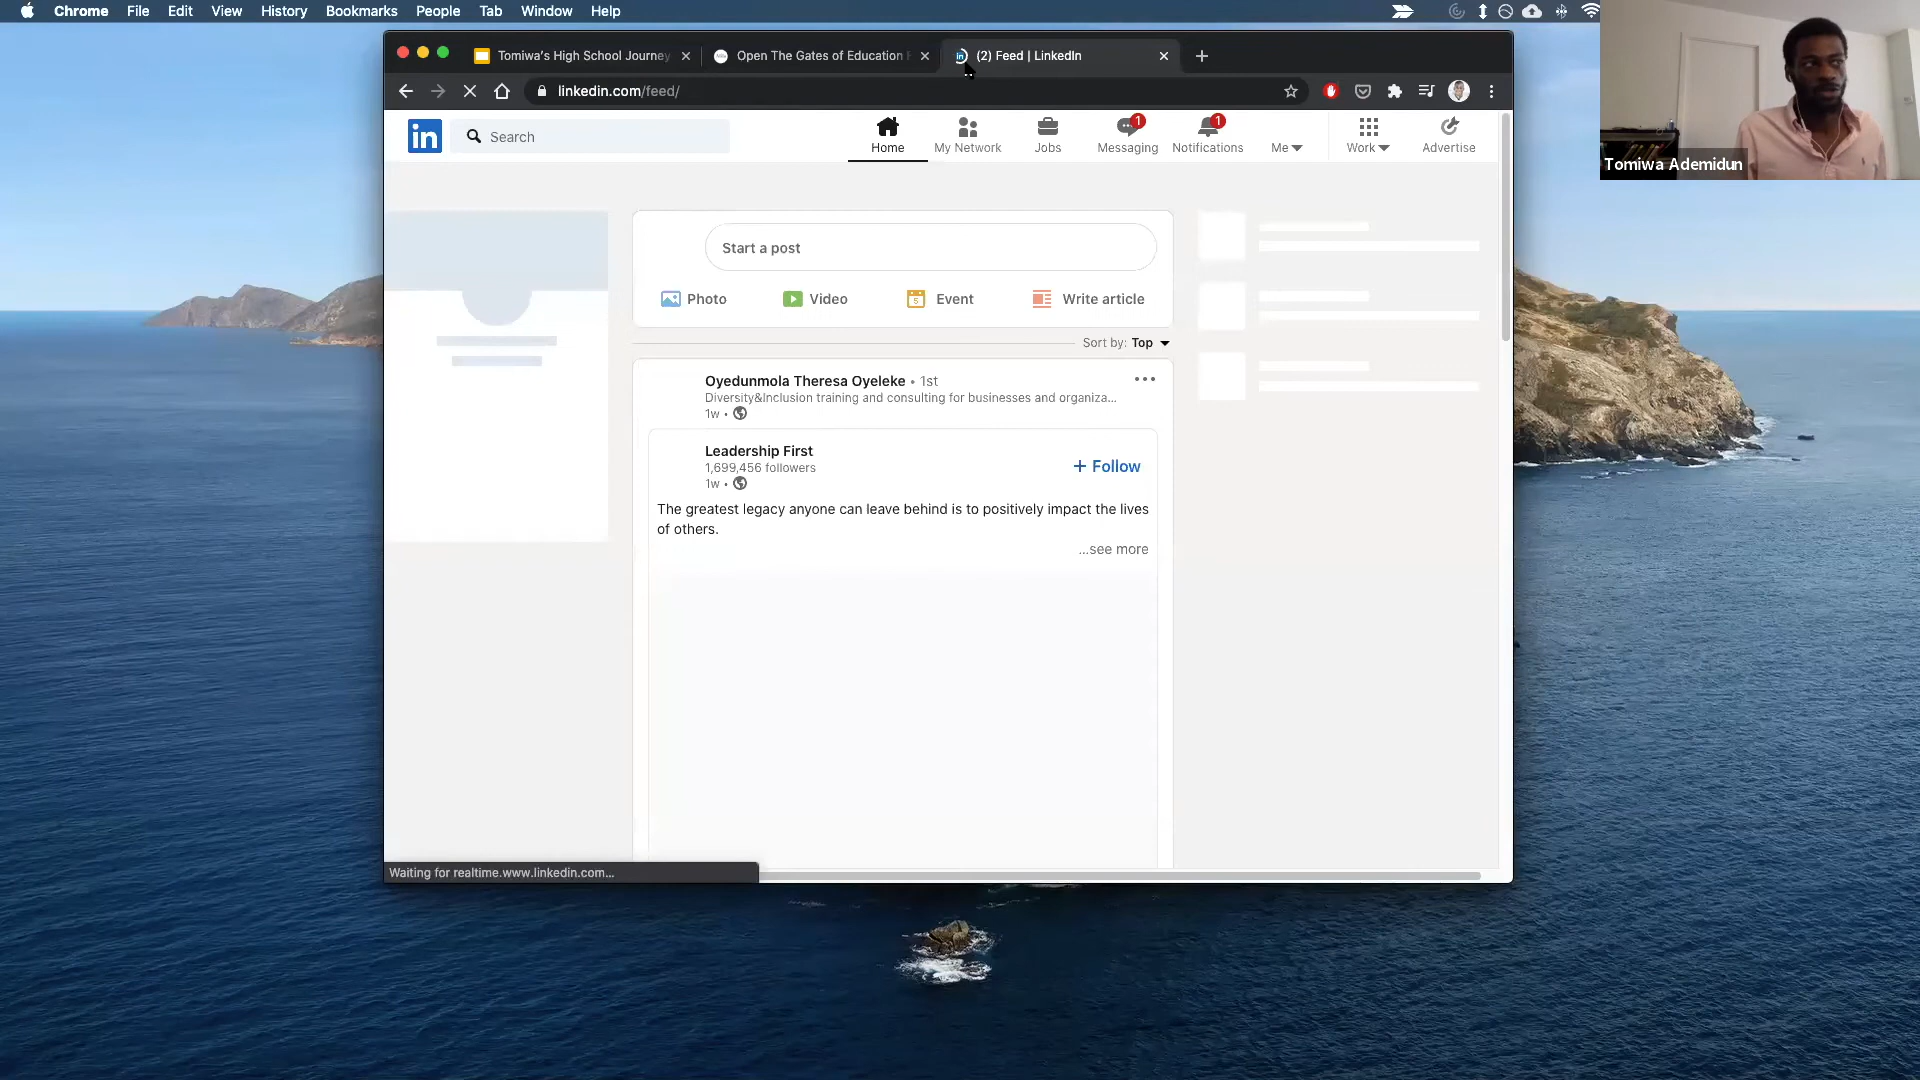 Chrome File Edit View History Bookmarks People Tab Window Help
Tomiwa's High School Journey
Open The Gates of Education
(2) Feed | LinkedIn
linkedin.com/feed/
Tomiwa Ademidun
in
Search
Home
My Network
Jobs
1
Messaging
1
Notifications
Me
Work
Advertise
Start a post
Photo
Video
5
Event
Write article
Sort by: Top
Oyedunmola Theresa Oyeleke • 1st
Diversity&Inclusion training and consulting for businesses and organiza...
1w •
Leadership First
1,699,456 followers
1w •
+ Follow
The greatest legacy anyone can leave behind is to positively impact the lives
of others.
...see more
Waiting for realtime.www.linkedin.com...